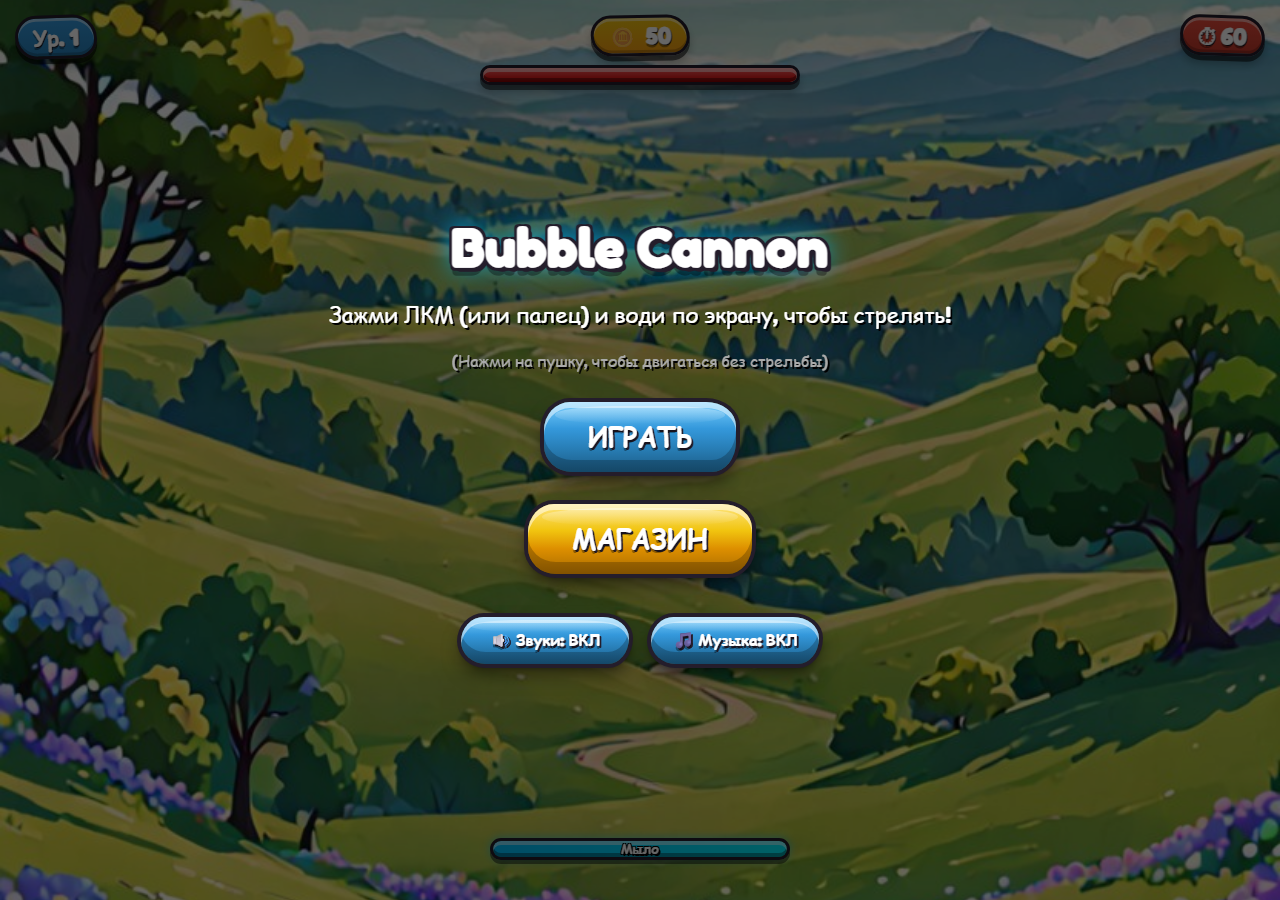 Ур. 1
50
60
Bubble Cannon
Зажми ЛКМ (или палец) и води по экрану, чтобы стрелять!
(Нажми на пушку, чтобы двигаться без стрельбы)
ИГРАТЬ
МАГАЗИН
Звуки: ВКЛ
Музыка: ВКЛ
Мыло